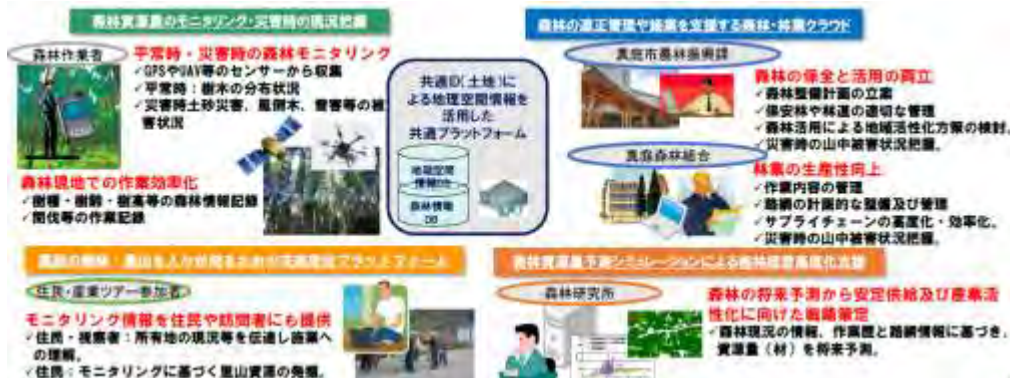 森林資源量のモニタリング・災害時の現況把握
森林作業者
平常時・災害時の森林モニタリング
✓GPSやUAV等のセンサーから収集
✓平常時：樹木の分布状況
✓災害時土砂災害、風倒木、雪害等の被
害状況
森林現地での作業効率化
✓樹種・樹齢・樹高等の森林情報記録
✓間伐等の作業記録
共通ID(土地)に
よる地理空間情報を
活用した
共通プラットフォーム
地理空間
情報DB
森林情報
DB
森林の適正管理や施業を支援する森林・林業クラウド
真庭市農林振興課
森林の保全と活用の両立
✓森林整備計画の立案
✓保安林や林道の適切な管理
✓森林活用による地域活性化方策の検討。
✓災害時の山中被害状況把握。
真庭森林組合
林業の生産性向上
✓作業内容の管理
✓路網の計画的な整備及び管理
✓サプライチェーンの高度化・効率化。
✓災害時の山中被害状況把握。
住民・産業ツアー参加者
モニタリング情報を住民や訪問者にも提供
✓住民・視察者：所有地の現況等を伝達し施業へ
の理解。
✓住民：モニタリングに基づく里山資源の発掘。
森林資源量予測シミュレーションによる森林経営高度化支援
森林研究所
森林の将来予測から安定供給及び産業活
性化に向けた戦略策定
✓森林現況の情報、作業歴と路網情報に基づき、
資源量（材）を将来予測。